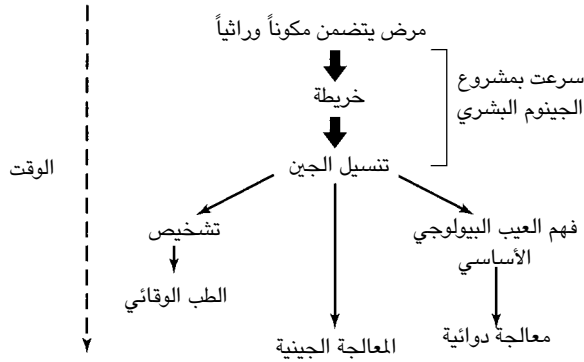 مرض يتضمن مكوناً وراثياً
سرعت بمشروع
الجينوم البشري
خريطة
تنسيل الجين
الوقت
فهم العيب البيولوجي
الأساسي
تشخيص
الطب الوقائي
معالجة دوائية
المعالجة الجينية